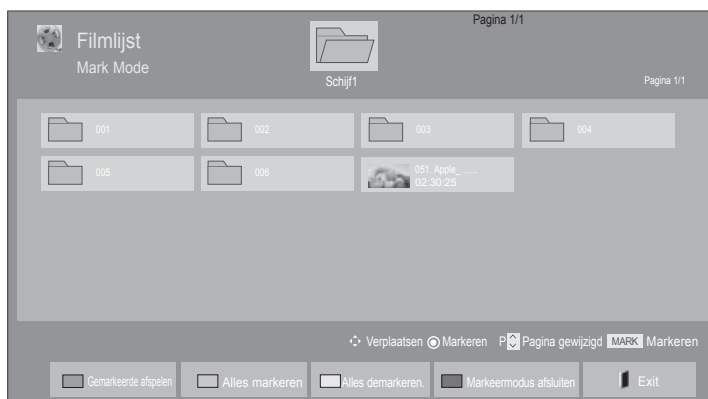 Pagina 1/1
Filmlijst
Mark Mode
Schijf1
Pagina 1/1
001
002
003
004
005
006
051. Apple_ ......
02:30:25
Verplaatsen
Markeren
P
Pagina gewijzigd
MARK
Markeren
Gemarkeerde afspelen
Alles markeren
Alles demarkeren.
Markeermodus afsluiten
Exit